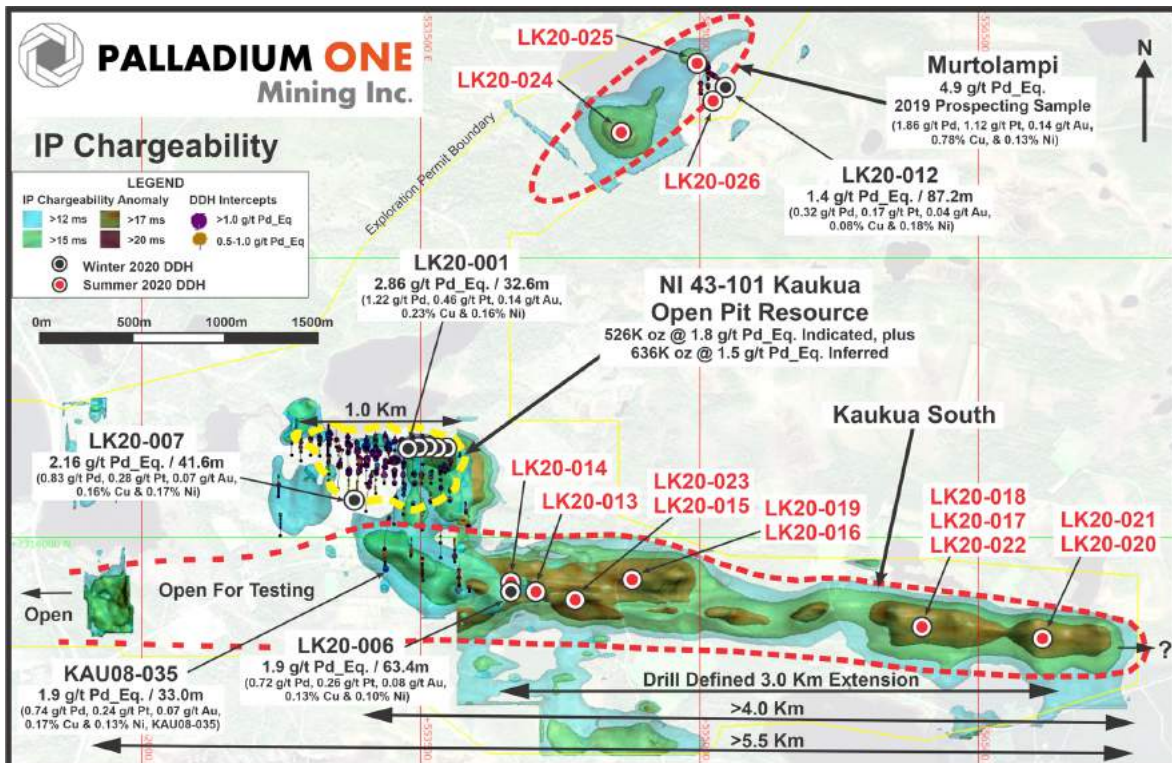 PALLADIUM ONE
Mining Inc.
IP Chargeability
LEGEND
IP Chargeability Anomaly
DDH Intercepts
>12 ms
>17 ms
>1.0 g/t Pd_Eq
>15 ms
>20 ms
0.5-1.0 g/t Pd_Eq
Winter 2020 DDH
Summer 2020 DDH
0m
500m
1000m
1500m
Exploration Permit Boundary
LK20-025
LK20-024
LK20-026
Murtolampi
4.9 g/t Pd_Eq.
2019 Prospecting Sample
(1.86 g/t Pd, 1.12 g/t Pt, 0.14 g/t Au,
0.78% Cu, & 0.13% Ni)
N
LK20-012
1.4 g/t Pd_Eq. / 87.2m
(0.32 g/t Pd, 0.17 g/t Pt, 0.04 g/t Au,
0.08% Cu & 0.18% Ni)
LK20-001
2.86 g/t Pd_Eq. / 32.6m
(1.22 g/t Pd, 0.46 g/t Pt, 0.14 g/t Au,
0.23% Cu & 0.16% Ni)
NI 43-101 Kaukua
Open Pit Resource
526K oz @ 1.8 g/t Pd_Eq. Indicated, plus
636K oz @ 1.5 g/t Pd_Eq. Inferred
1.0 Km
LK20-007
2.16 g/t Pd_Eq. / 41.6m
(0.83 g/t Pd, 0.28 g/t Pt, 0.07 g/t Au,
0.16% Cu & 0.17% Ni)
Kaukua South
LK20-014
LK20-013
LK20-023
LK20-015
LK20-019
LK20-016
LK20-018
LK20-017
LK20-022
LK20-021
LK20-020
Open
Open For Testing
KAU08-035
1.9 g/t Pd_Eq. / 33.0m
(0.74 g/t Pd, 0.24 g/t Pt, 0.07 g/t Au,
0.17% Cu & 0.13% Ni, KAU08-035)
LK20-006
1.9 g/t Pd_Eq. / 63.4m
(0.72 g/t Pd, 0.26 g/t Pt, 0.08 g/t Au,
0.13% Cu & 0.10% Ni)
?
Drill Defined 3.0 Km Extension
>4.0 Km
>5.5 Km